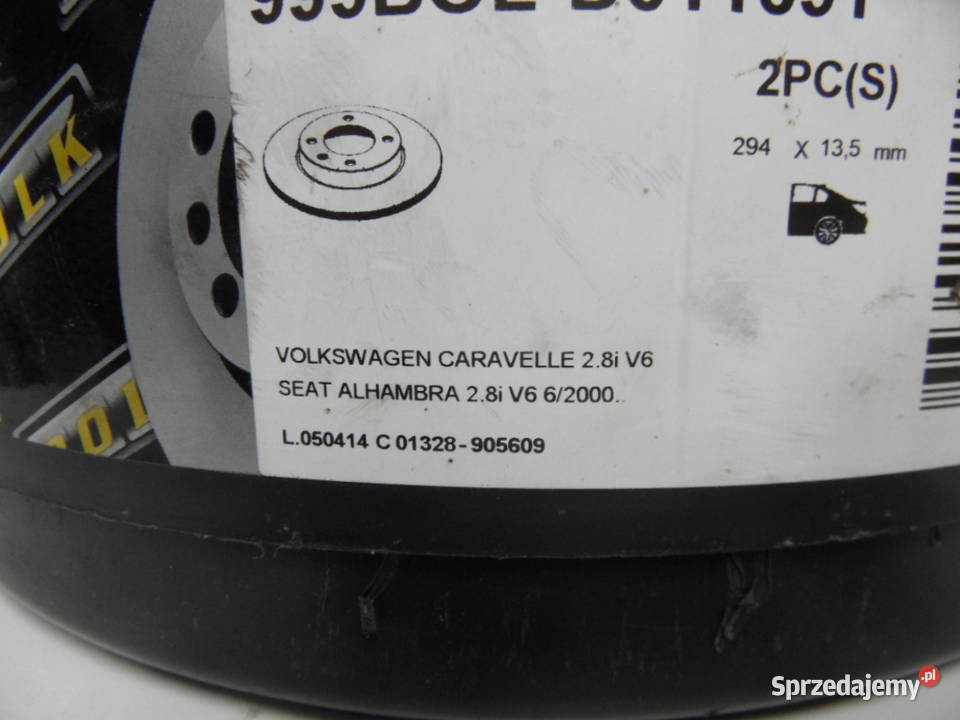 2PC(S)
294 X 13,5 mm
VOLKSWAGEN CARAVELLE 2.8i V6
SEAT ALHAMBRA 2.8i V6 6/2000..
L.050414 C 01328-905609
Sprzedajemy.pl